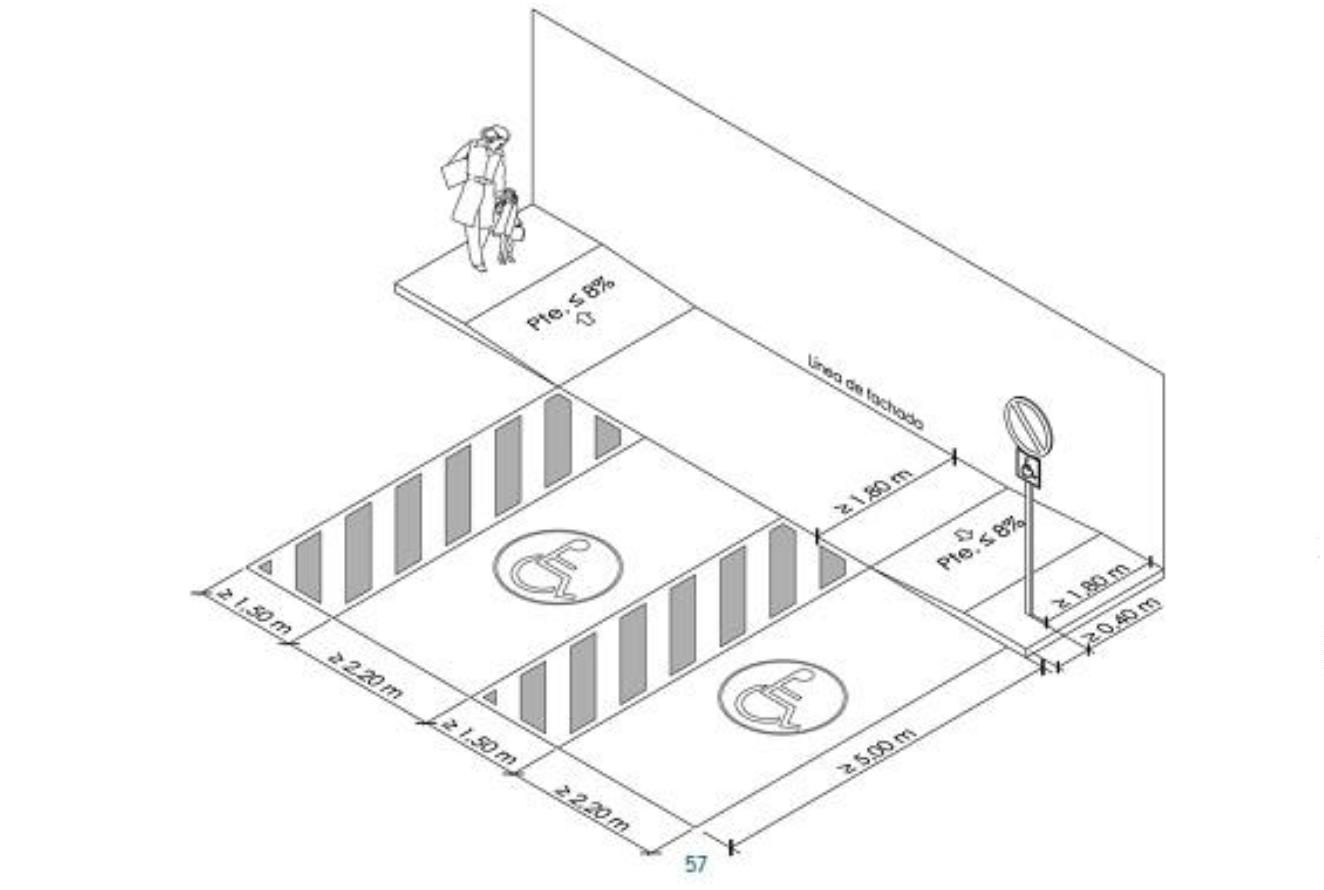 Pte. ≤ 8%
Línea de fachada
≥ 1,80 m
Pte. ≤ 8%
≥ 1,80 m
≥ 0,40 m
≥ 1,50 m
≥ 2,20 m
≥ 1,50 m
≥ 2,20 m
≥ 5,00 m
57